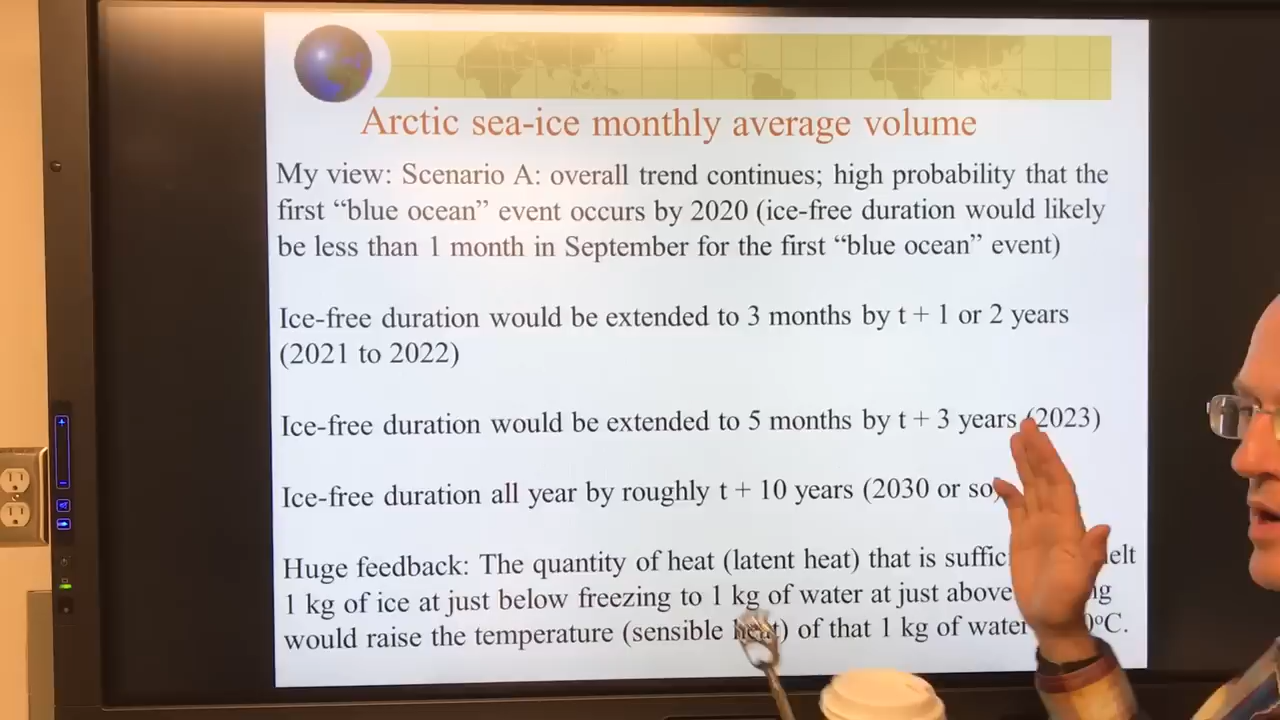 Arctic sea-ice monthly average volume
My view: Scenario A: overall trend continues; high probability that the
first “blue ocean” event occurs by 2020 (ice-free duration would likely
be less than 1 month in September for the first “blue ocean” event)
Ice-free duration would be extended to 3 months by t + 1 or 2 years
(2021 to 2022)
Ice-free duration would be extended to 5 months by t + 3 years (2023)
Ice-free duration all year by roughly t + 10 years (2030 or so)
Huge feedback: The quantity of heat (latent heat) that is
1 kg of ice at just below freezing to 1 kg of water at just above
would raise the temperature (sensible heat) of that 1 kg of water